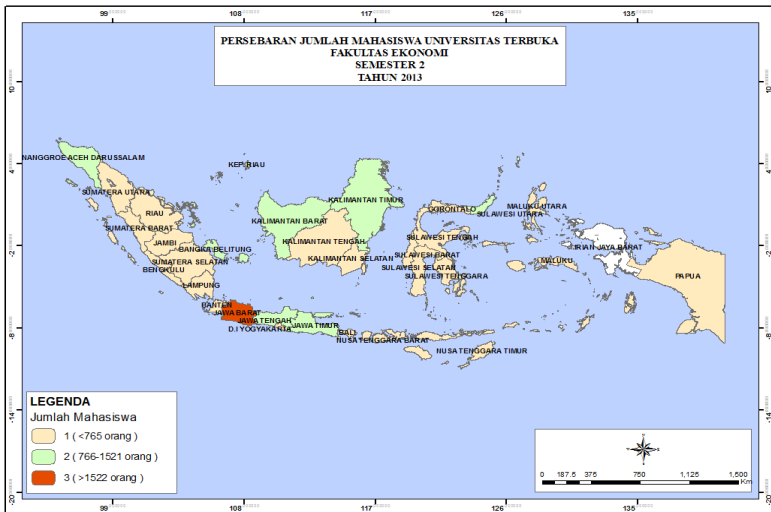 99 108 117 126 135
PERSEBARAN JUMLAH MAHASISWA UNIVERSITAS TERBUKA
FAKULTAS EKONOMI
SEMESTER 2
TAHUN 2013
10
4
-2
-8
-14
-20
NANGGROE ACEH DARUSSALAM
KEP.RIAU
SUMATERA UTARA
KALIMANTAN TIMUR
MALUKU UTARA
GORONTALO
SULAWESI UTARA
RIAU
KALIMANTAN BARAT
SUMATERA BARAT
SULAWESI TENGAH
JAMBI
KALIMANTAN TENGAH
BANGKA BELITUNG
IRIAN JAYA BARAT
SULAWESI BARAT
KALIMANTAN SELATAN
SUMATERA SELATAN
MALUKU
BENGKULU
SULAWESI SELATAN
SULAWESI TENGGARA
PAPUA
LAMPUNG
BANTEN
JAWA BARAT
JAWA TENGAH
JAWA TIMUR
D.I YOGYAKARTA
BALI
NUSA TENGGARA BARAT
NUSA TENGGARA TIMUR
LEGENDA
Jumlah Mahasiswa
1 ( <765 orang )
2 ( 766-1521 orang )
3 ( >1522 orang )
0 187.5 375 750 1,125 1,500
Km
99 108 117 126 135